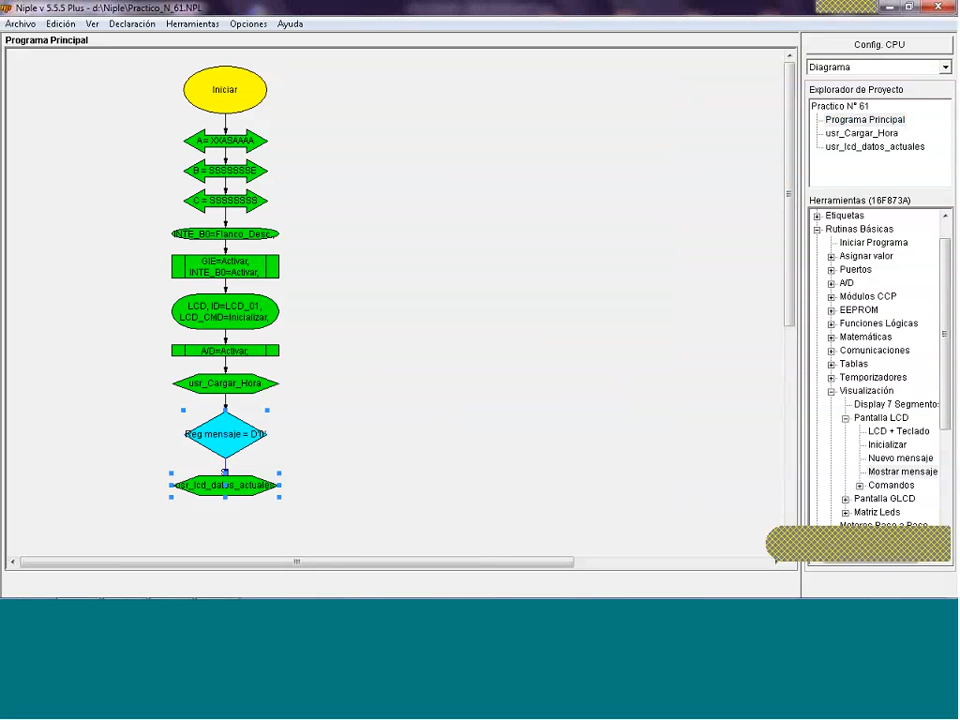 Niple v 5.5.5 Plus - d:\Niple\Practico_N_61.NPL
Archivo Edición Ver Declaración Herramientas Opciones Ayuda
Programa Principal
Iniciar
A = XXASAAAA
B = SSSSSSSE
C = SSSSSSSS
INTE_B0=Flanco_Desc.,
GIE=Activar,
INTE_B0=Activar,
LCD, ID=LCD_01,
LCD_CMD=Inicializar,
A/D=Activar,
usr_Cargar_Hora
Reg mensaje = D'0'
usr_lcd_datos_actuales
Config. CPU
Diagrama
Explorador de Proyecto
Practico N° 61
Programa Principal
usr_Cargar_Hora
usr_lcd_datos_actuales
Herramientas (16F873A)
Etiquetas
Rutinas Básicas
Iniciar Programa
Asignar valor
Puertos
A/D
Módulos CCP
EEPROM
Funciones Lógicas
Matemáticas
Comunicaciones
Tablas
Temporizadores
Visualización
Display 7 Segmento:
Pantalla LCD
LCD + Teclado
Inicializar
Nuevo mensaje
Mostrar mensaje
Comandos
Pantalla GLCD
Matriz Leds
Motores Paso a Paso